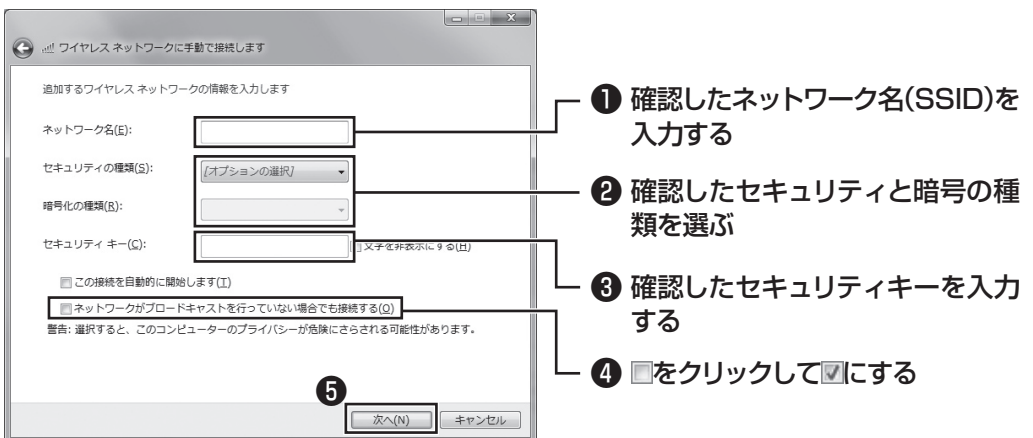 ワイヤレス ネットワークに手動で接続します
追加するワイヤレス ネットワークの情報を入力します
ネットワーク名(E):
セキュリティの種類(S):
[オプションの選択]
暗号化の種類(R):
セキュリティ キー(C):
文字を非表示にする(H)
この接続を自動的に開始します(T)
ネットワークがブロードキャストを行っていない場合でも接続する(O)
警告: 選択すると、このコンピューターのプライバシーが危険にさらされる可能性があります。
❺
次へ(N)
キャンセル
❶ 確認したネットワーク名(SSID)を
入力する
❷ 確認したセキュリティと暗号の種
類を選ぶ
❸ 確認したセキュリティキーを入力
する
❹ □をクリックして☑にする